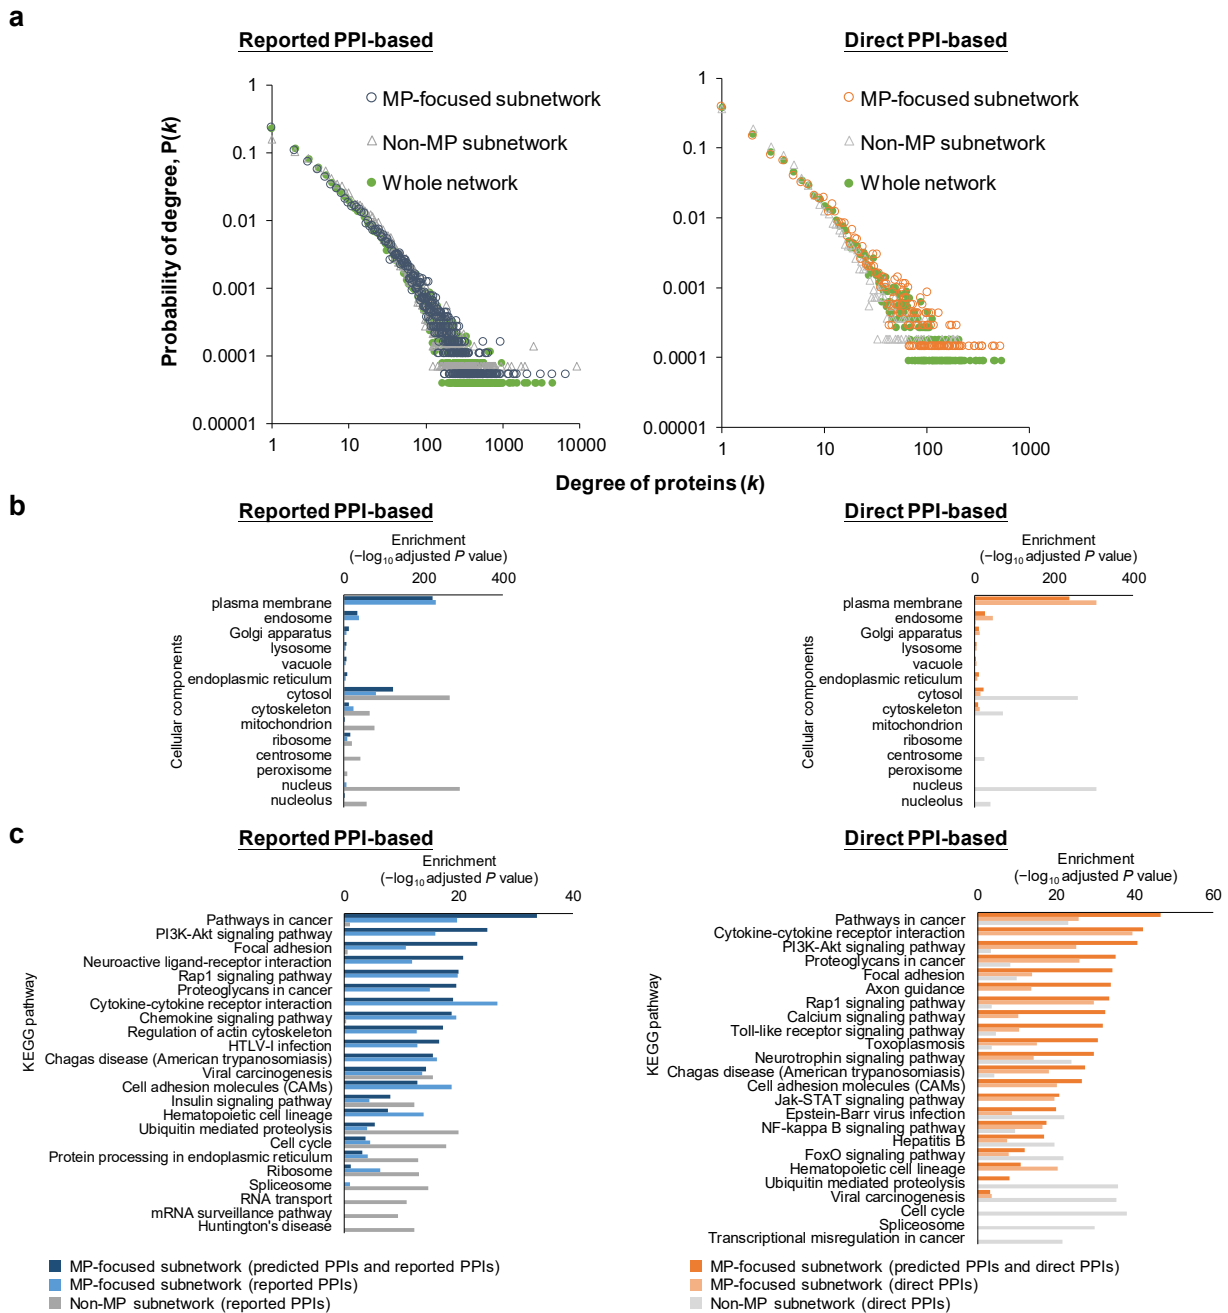 a
Reported PPI-based
1
0.1
0.01
0.001
0.0001
0.00001
1 10 100 1000 10000
MP-focused subnetwork
Non-MP subnetwork
Whole network
Probability of degree, P(k)
Direct PPI-based
1
0.1
0.01
0.001
0.0001
0.00001
1 10 100 1000
MP-focused subnetwork
Non-MP subnetwork
Whole network
Degree of proteins (k)
b
Reported PPI-based
Enrichment
(−log10 adjusted P value)
0 200 400
Cellular components
plasma membrane
endosome
Golgi apparatus
lysosome
vacuole
endoplasmic reticulum
cytosol
cytoskeleton
mitochondrion
ribosome
centrosome
peroxisome
nucleus
nucleolus
Direct PPI-based
Enrichment
(−log10 adjusted P value)
0 200 400
Cellular components
plasma membrane
endosome
Golgi apparatus
lysosome
vacuole
endoplasmic reticulum
cytosol
cytoskeleton
mitochondrion
ribosome
centrosome
peroxisome
nucleus
nucleolus
c
Reported PPI-based
Enrichment
(−log10 adjusted P value)
0 20 40
KEGG pathway
Pathways in cancer
PI3K-Akt signaling pathway
Focal adhesion
Neuroactive ligand-receptor interaction
Rap1 signaling pathway
Proteoglycans in cancer
Cytokine-cytokine receptor interaction
Chemokine signaling pathway
Regulation of actin cytoskeleton
HTLV-I infection
Chagas disease (American trypanosomiasis)
Viral carcinogenesis
Cell adhesion molecules (CAMs)
Insulin signaling pathway
Hematopoietic cell lineage
Ubiquitin mediated proteolysis
Cell cycle
Protein processing in endoplasmic reticulum
Ribosome
Spliceosome
RNA transport
mRNA surveillance pathway
Huntington's disease
MP-focused subnetwork (predicted PPIs and reported PPIs)
MP-focused subnetwork (reported PPIs)
Non-MP subnetwork (reported PPIs)
Direct PPI-based
Enrichment
(−log10 adjusted P value)
0 20 40 60
KEGG pathway
Pathways in cancer
Cytokine-cytokine receptor interaction
PI3K-Akt signaling pathway
Proteoglycans in cancer
Focal adhesion
Axon guidance
Rap1 signaling pathway
Calcium signaling pathway
Toll-like receptor signaling pathway
Toxoplasmosis
Neurotrophin signaling pathway
Chagas disease (American trypanosomiasis)
Cell adhesion molecules (CAMs)
Jak-STAT signaling pathway
Epstein-Barr virus infection
NF-kappa B signaling pathway
Hepatitis B
FoxO signaling pathway
Hematopoietic cell lineage
Ubiquitin mediated proteolysis
Viral carcinogenesis
Cell cycle
Spliceosome
Transcriptional misregulation in cancer
MP-focused subnetwork (predicted PPIs and direct PPIs)
MP-focused subnetwork (direct PPIs)
Non-MP subnetwork (direct PPIs)